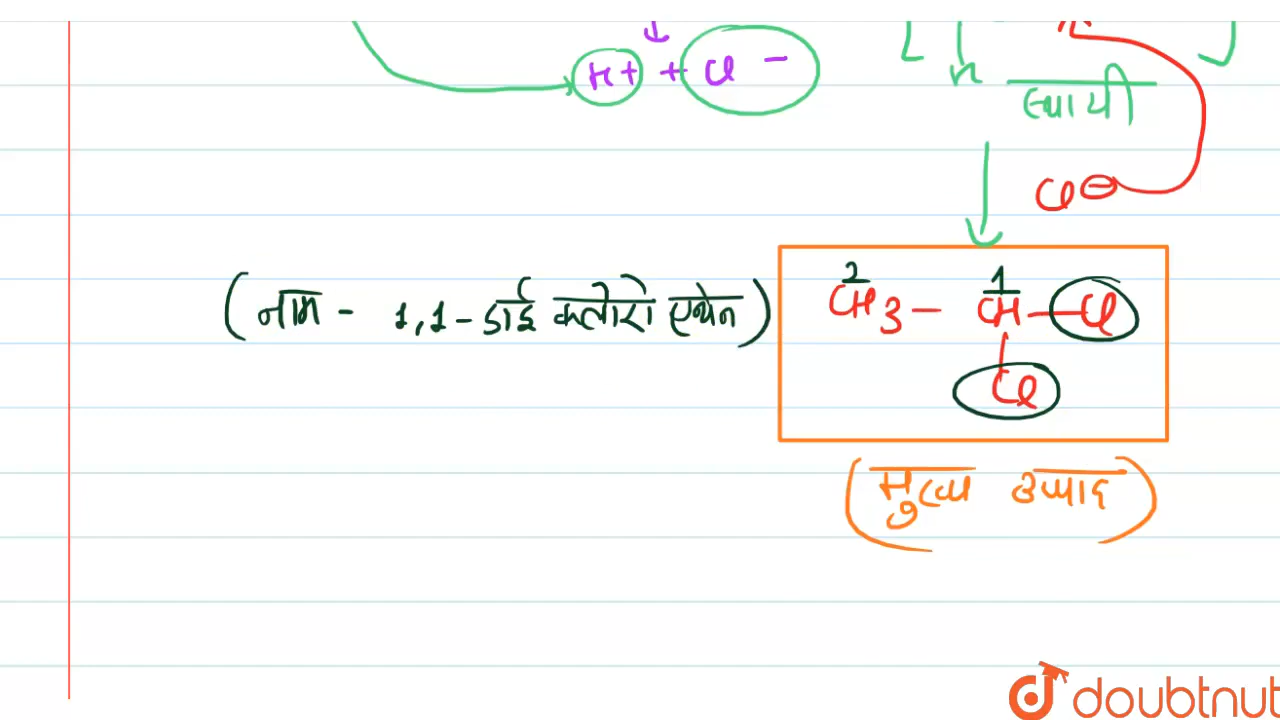 H+ + Cl -
H
स्थायी
Cl⊖
2 1
(नाम - 1,1-डाई क्लोरो एथेन) CH3 - CH - Cl
|
Cl
(मुख्य उत्पाद)
doubtnut